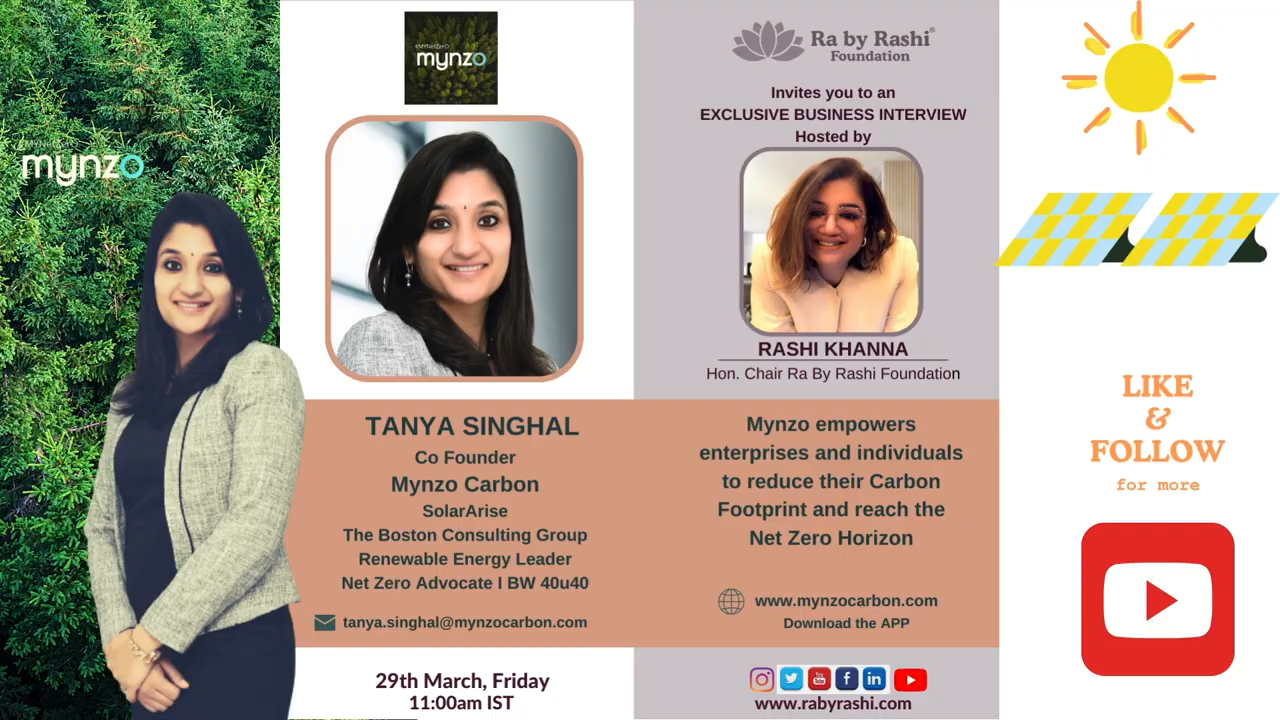 #MYNetZerO
mynzo
#MYNetZerO
mynzo
TANYA SINGHAL
Co Founder
Mynzo Carbon
SolarArise
The Boston Consulting Group
Renewable Energy Leader
Net Zero Advocate l BW 40u40
tanya.singhal@mynzocarbon.com
29th March, Friday
11:00am IST
Ra by Rashi®
Foundation
Invites you to an
EXCLUSIVE BUSINESS INTERVIEW
Hosted by
RASHI KHANNA
Hon. Chair Ra By Rashi Foundation
Mynzo empowers
enterprises and individuals
to reduce their Carbon
Footprint and reach the
Net Zero Horizon
www.mynzocarbon.com
Download the APP
www.rabyrashi.com
LIKE
&
FOLLOW
for more